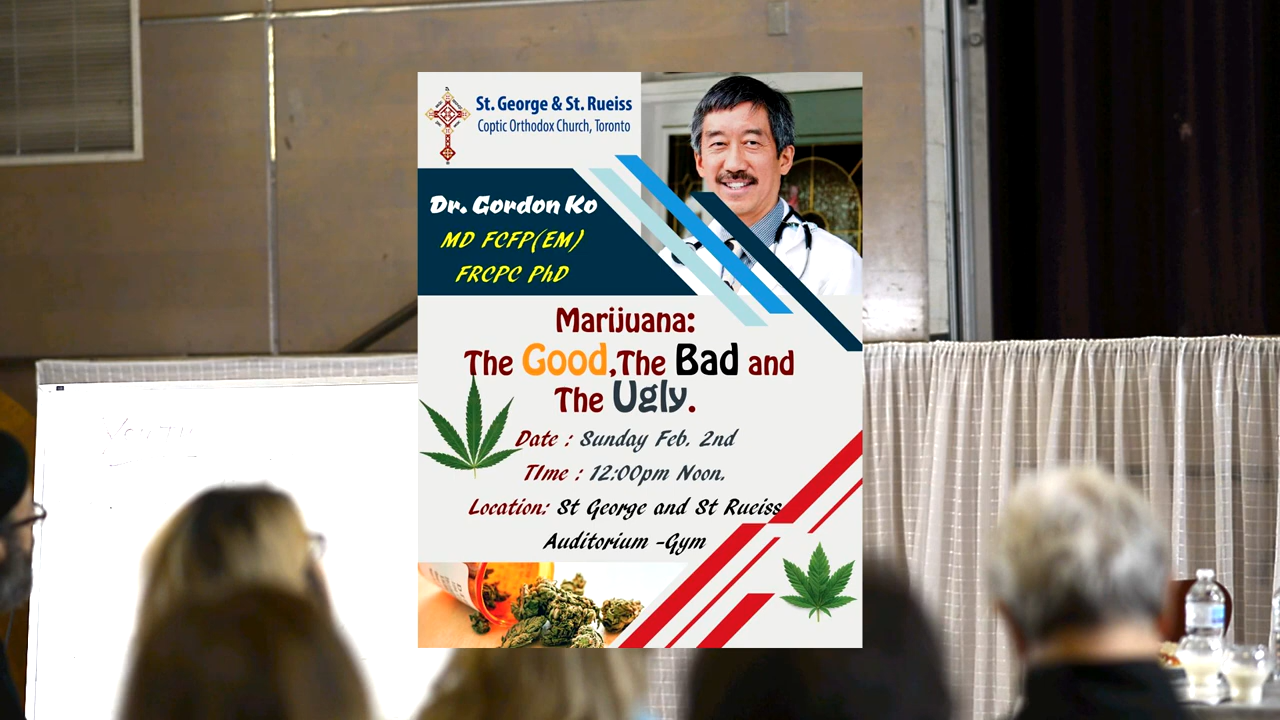 St. George & St. Rueiss
Coptic Orthodox Church, Toronto
Dr. Gordon Ko
MD FCFP(EM)
FRCPC PhD
Marijuana:
The Good,The Bad and
The Ugly.
Date : Sunday Feb. 2nd
TIme : 12:00pm Noon.
Location: St George and St Rueiss
Auditorium -Gym